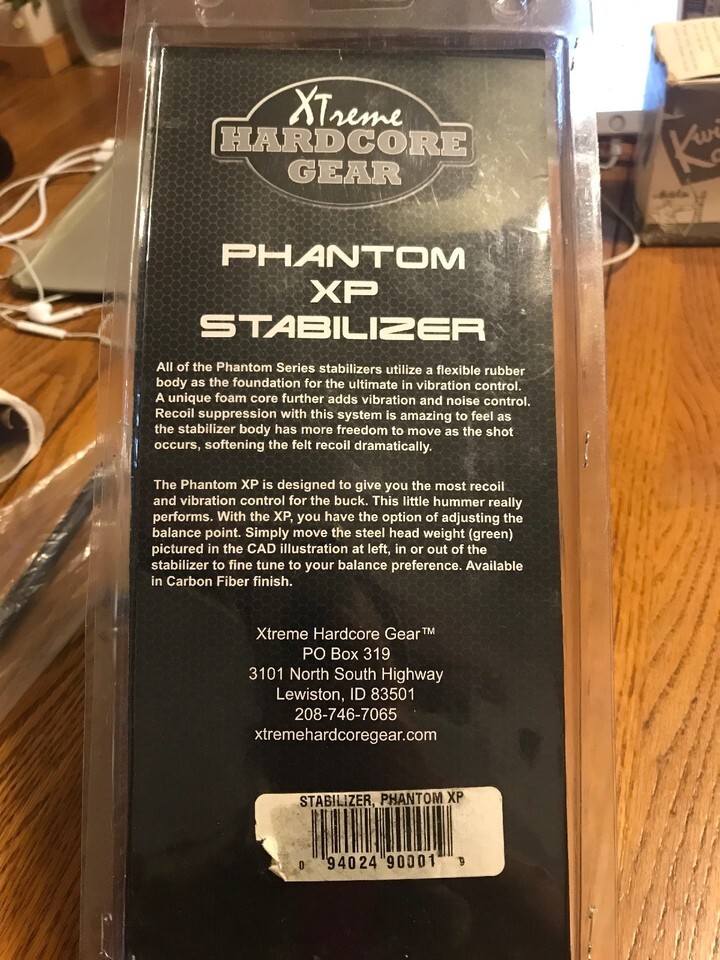 XTreme
HARDCORE
GEAR
PHANTOM
XP
STABILIZER
All of the Phantom Series stabilizers utilize a flexible rubber
body as the foundation for the ultimate in vibration control.
A unique foam core further adds vibration and noise control.
Recoil suppression with this system is amazing to feel as
the stabilizer body has more freedom to move as the shot
occurs, softening the felt recoil dramatically.
The Phantom XP is designed to give you the most recoil
and vibration control for the buck. This little hummer really
performs. With the XP, you have the option of adjusting the
balance point. Simply move the steel head weight (green)
pictured in the CAD illustration at left, in or out of the
stabilizer to fine tune to your balance preference. Available
in Carbon Fiber finish.
Xtreme Hardcore Gear™
PO Box 319
3101 North South Highway
Lewiston, ID 83501
208-746-7065
xtremehardcoregear.com
STABILIZER, PHANTOM XP
0 94024 90001 9